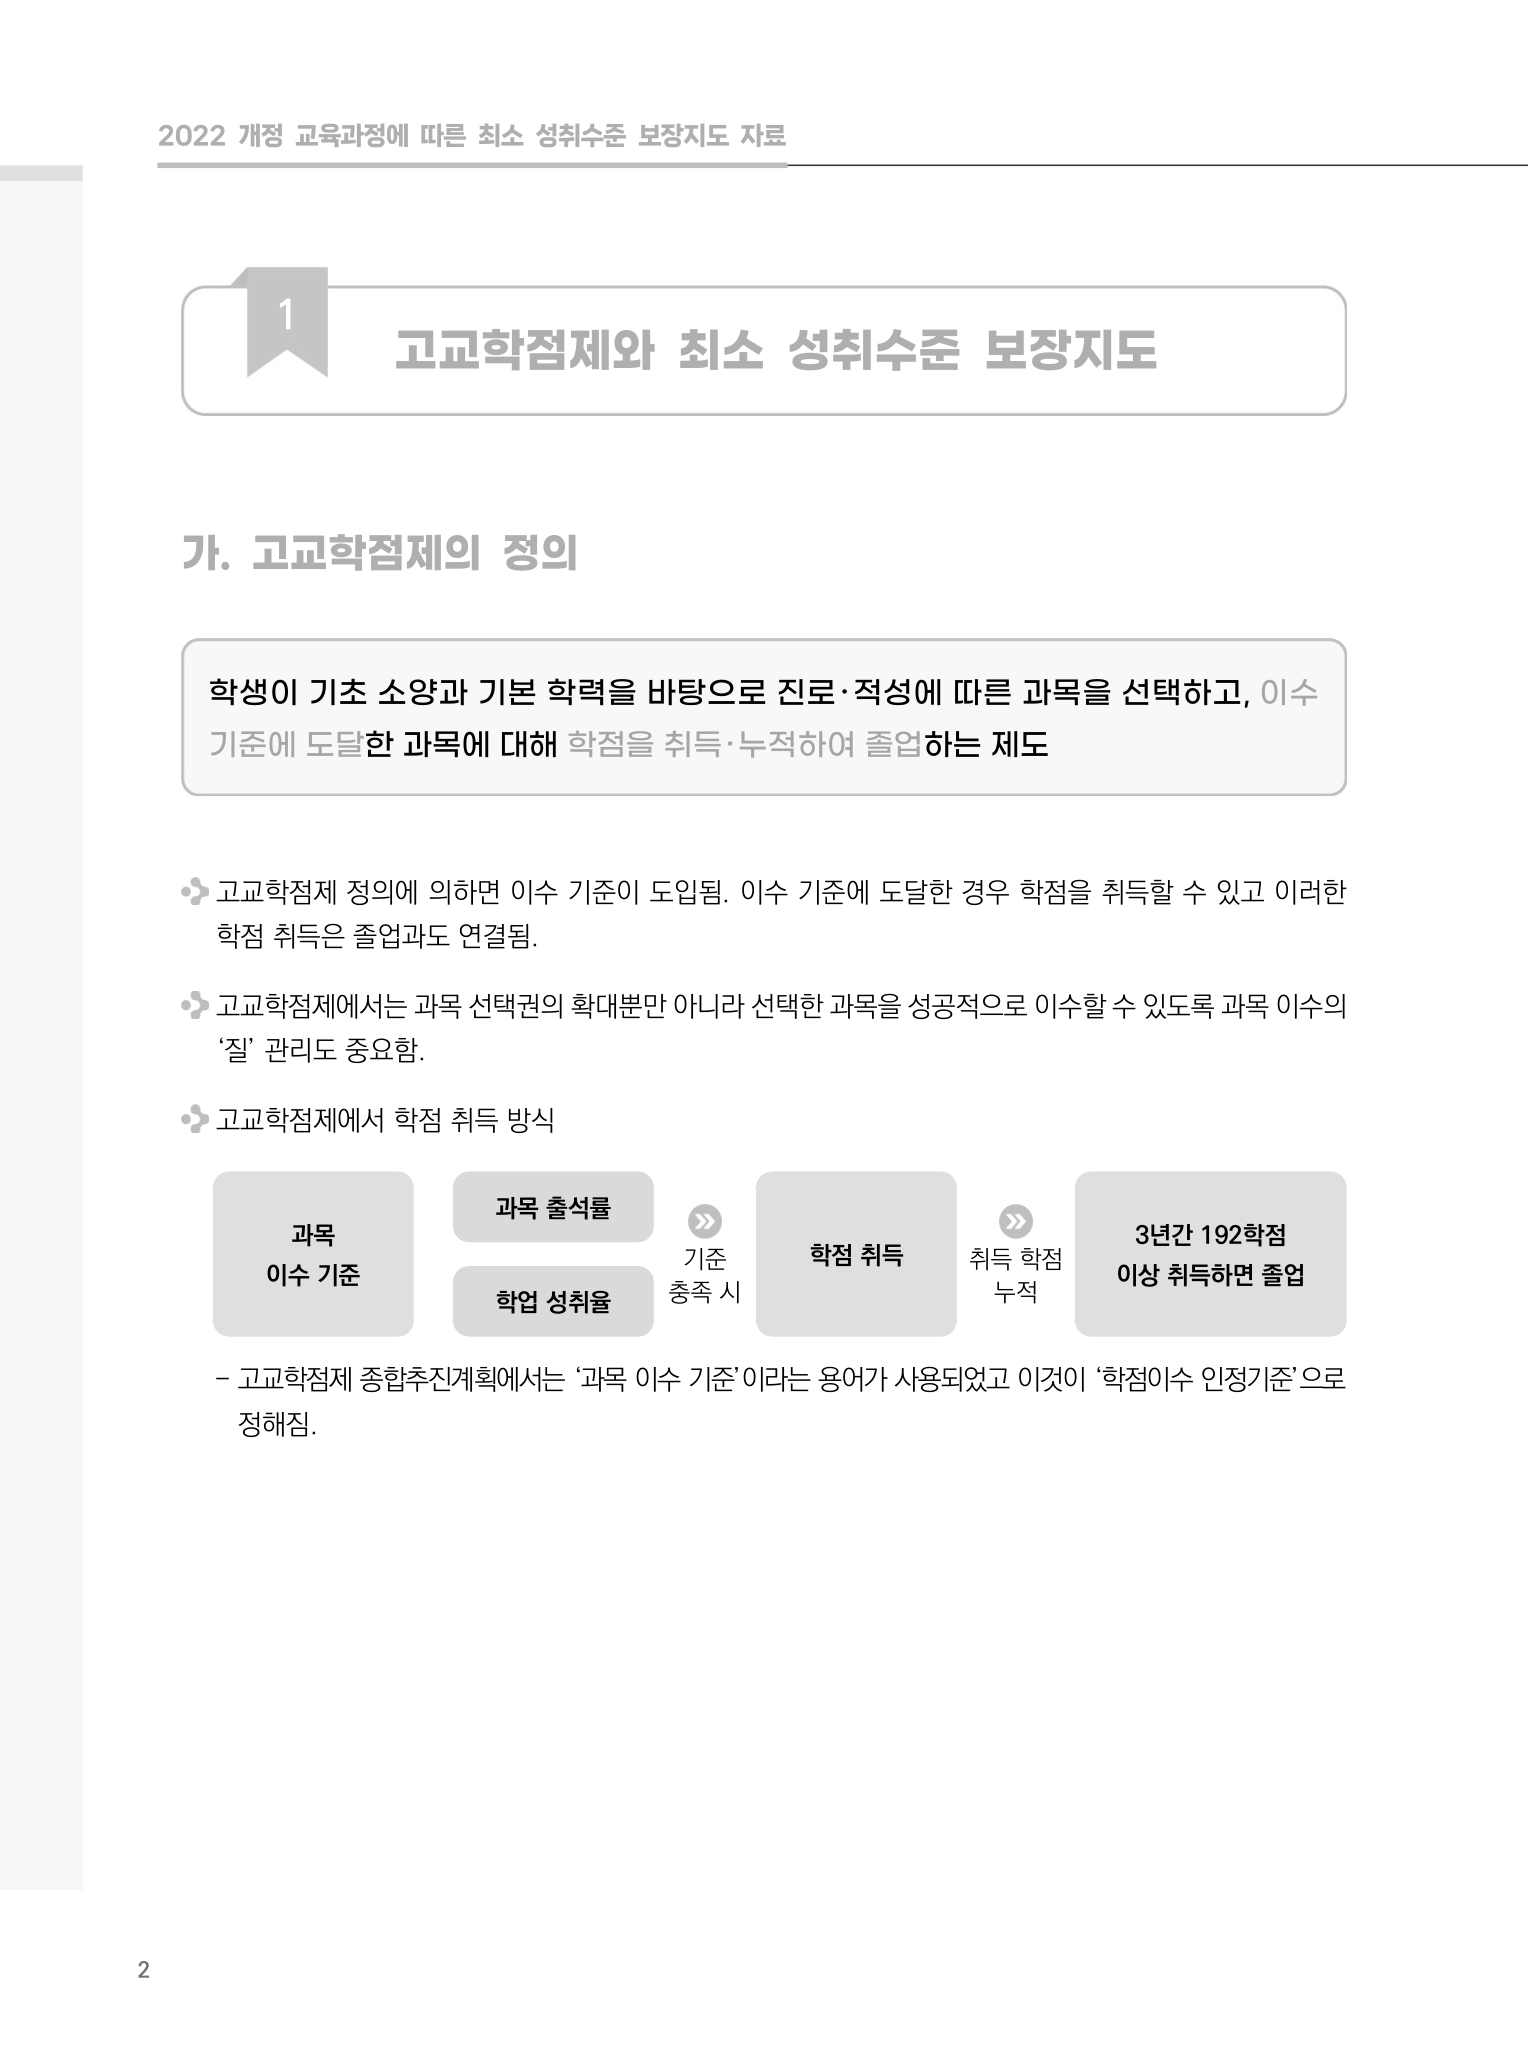 2022 개정 교육과정에 따른 최소 성취수준 보장지도 자료
1
고교학점제와 최소 성취수준 보장지도
가. 고교학점제의 정의
학생이 기초 소양과 기본 학력을 바탕으로 진로·적성에 따른 과목을 선택하고, 이수
기준에 도달한 과목에 대해 학점을 취득·누적하여 졸업하는 제도
고교학점제 정의에 의하면 이수 기준이 도입됨. 이수 기준에 도달한 경우 학점을 취득할 수 있고 이러한
학점 취득은 졸업과도 연결됨.
고교학점제에서는 과목 선택권의 확대뿐만 아니라 선택한 과목을 성공적으로 이수할 수 있도록 과목 이수의
‘질’ 관리도 중요함.
고교학점제에서 학점 취득 방식
과목
이수 기준
과목 출석률
학업 성취율
기준
충족 시
학점 취득
취득 학점
누적
3년간 192학점
이상 취득하면 졸업
– 고교학점제 종합추진계획에서는 ‘과목 이수 기준’이라는 용어가 사용되었고 이것이 ‘학점이수 인정기준’으로
정해짐.
2